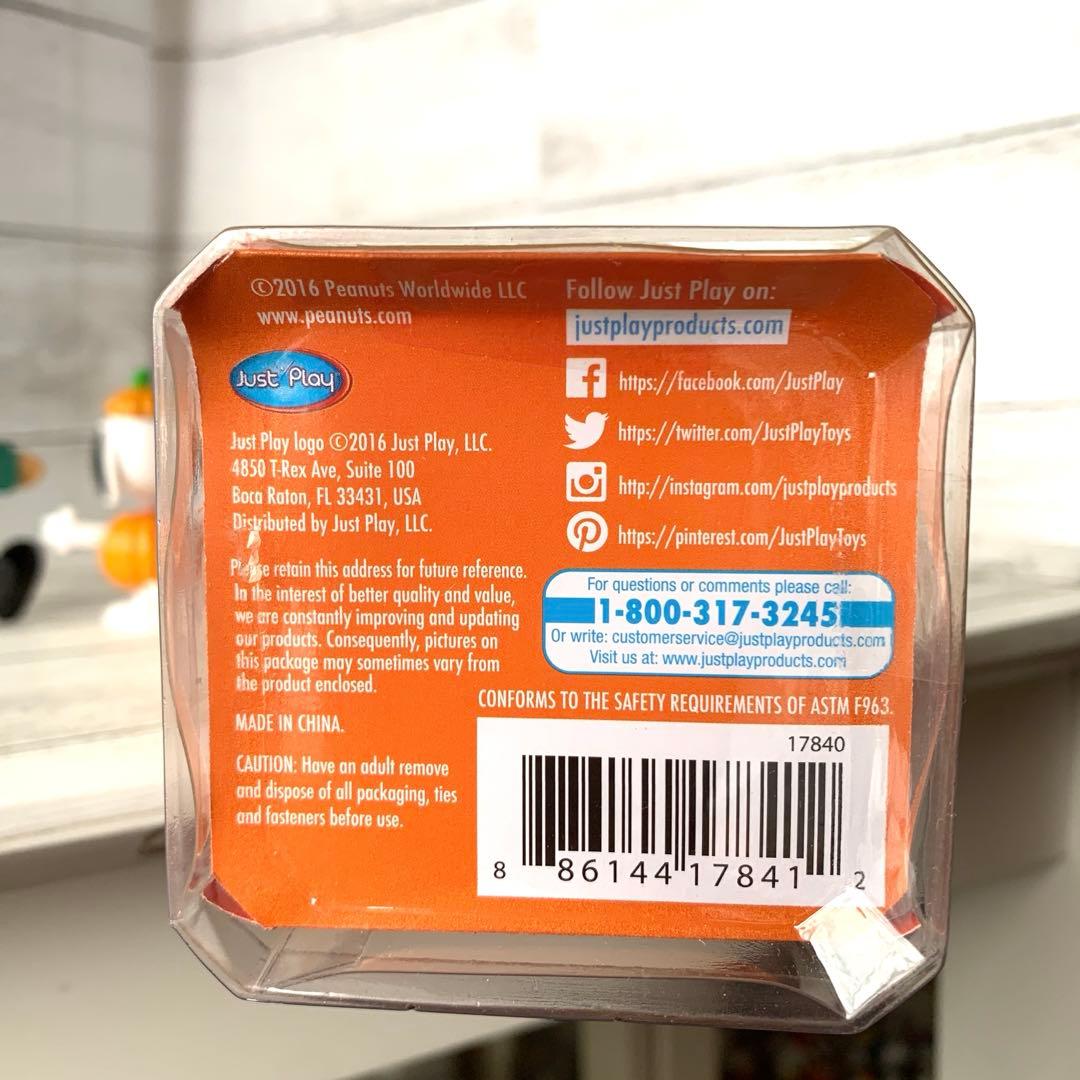 ©2016 Peanuts Worldwide LLC
www.peanuts.com
Just Play
Just Play logo ©2016 Just Play, LLC.
4850 T-Rex Ave, Suite 100
Boca Raton, FL 33431, USA
Distributed by Just Play, LLC.
Please retain this address for future reference.
In the interest of better quality and value,
we are constantly improving and updating
our products. Consequently, pictures on
this package may sometimes vary from
the product enclosed.
MADE IN CHINA.
CAUTION: Have an adult remove
and dispose of all packaging, ties
and fasteners before use.
Follow Just Play on:
justplayproducts.com
https://facebook.com/JustPlay
https://twitter.com/JustPlayToys
http://instagram.com/justplayproducts
https://pinterest.com/JustPlayToys
For questions or comments please call:
1-800-317-3245
Or write: customerservice@justplayproducts.com
Visit us at: www.justplayproducts.com
CONFORMS TO THE SAFETY REQUIREMENTS OF ASTM F963.
17840
8 86144 17841 2